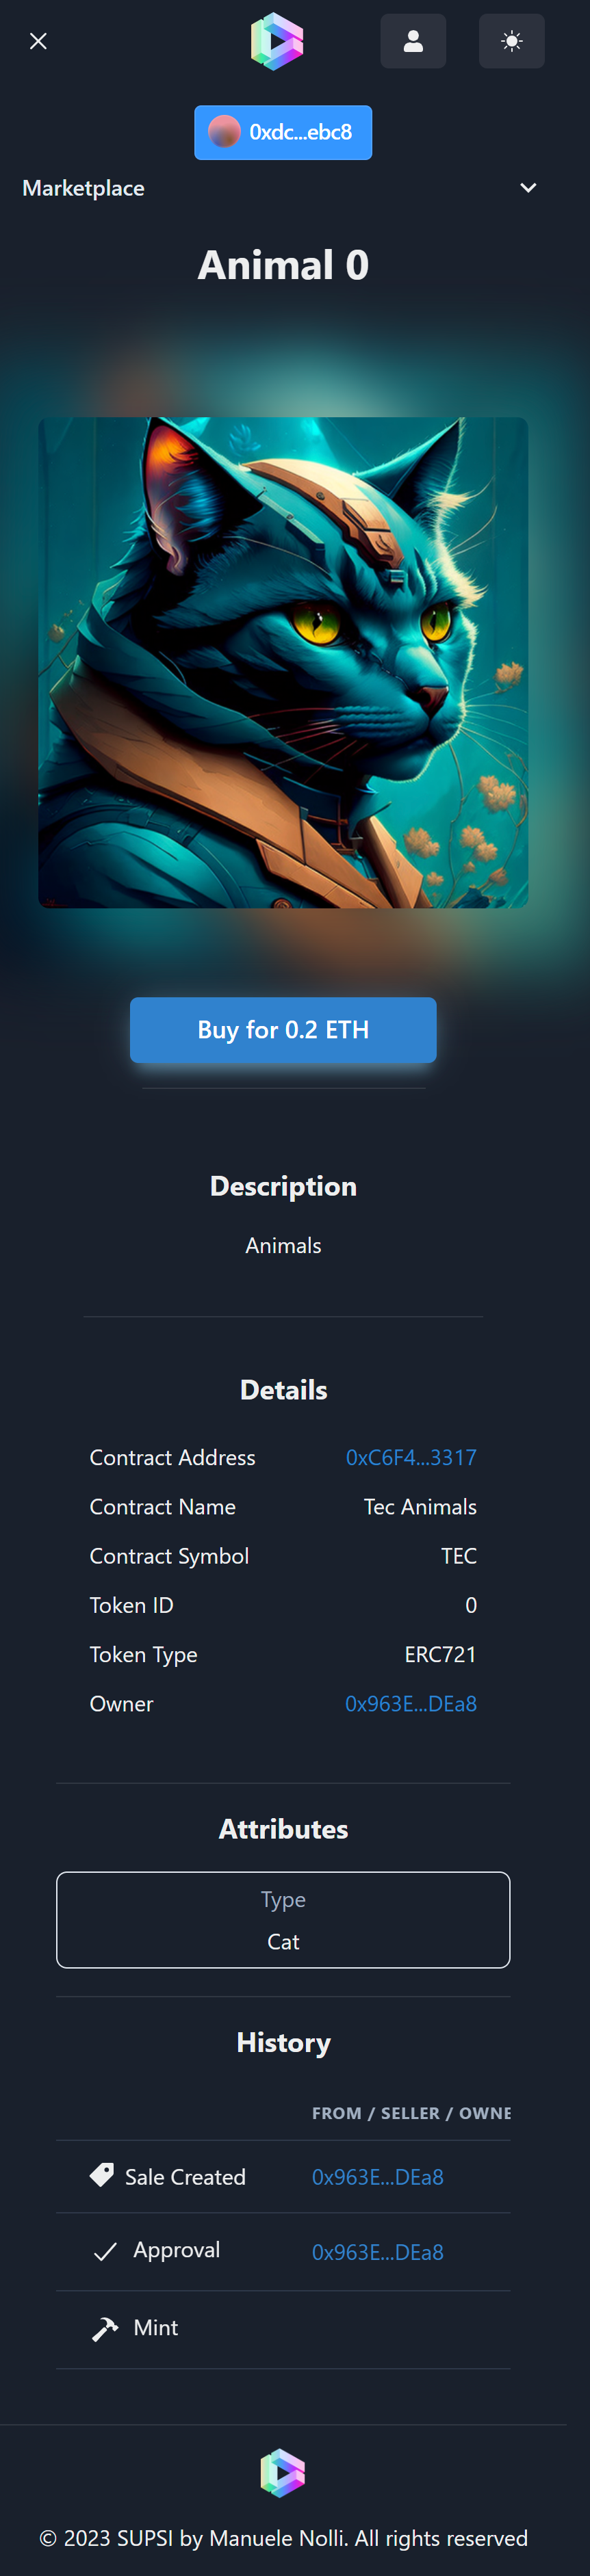 0xdc...ebc8
Marketplace
Animal 0
Buy for 0.2 ETH
Description
Animals
Details
Contract Address 0xC6F4...3317
Contract Name Tec Animals
Contract Symbol TEC
Token ID 0
Token Type ERC721
Owner 0x963E...DEa8
Attributes
Type
Cat
History
FROM / SELLER / OWNE
Sale Created 0x963E...DEa8
Approval 0x963E...DEa8
Mint
© 2023 SUPSI by Manuele Nolli. All rights reserved